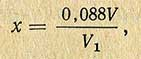 x = 0,088V / V₁,